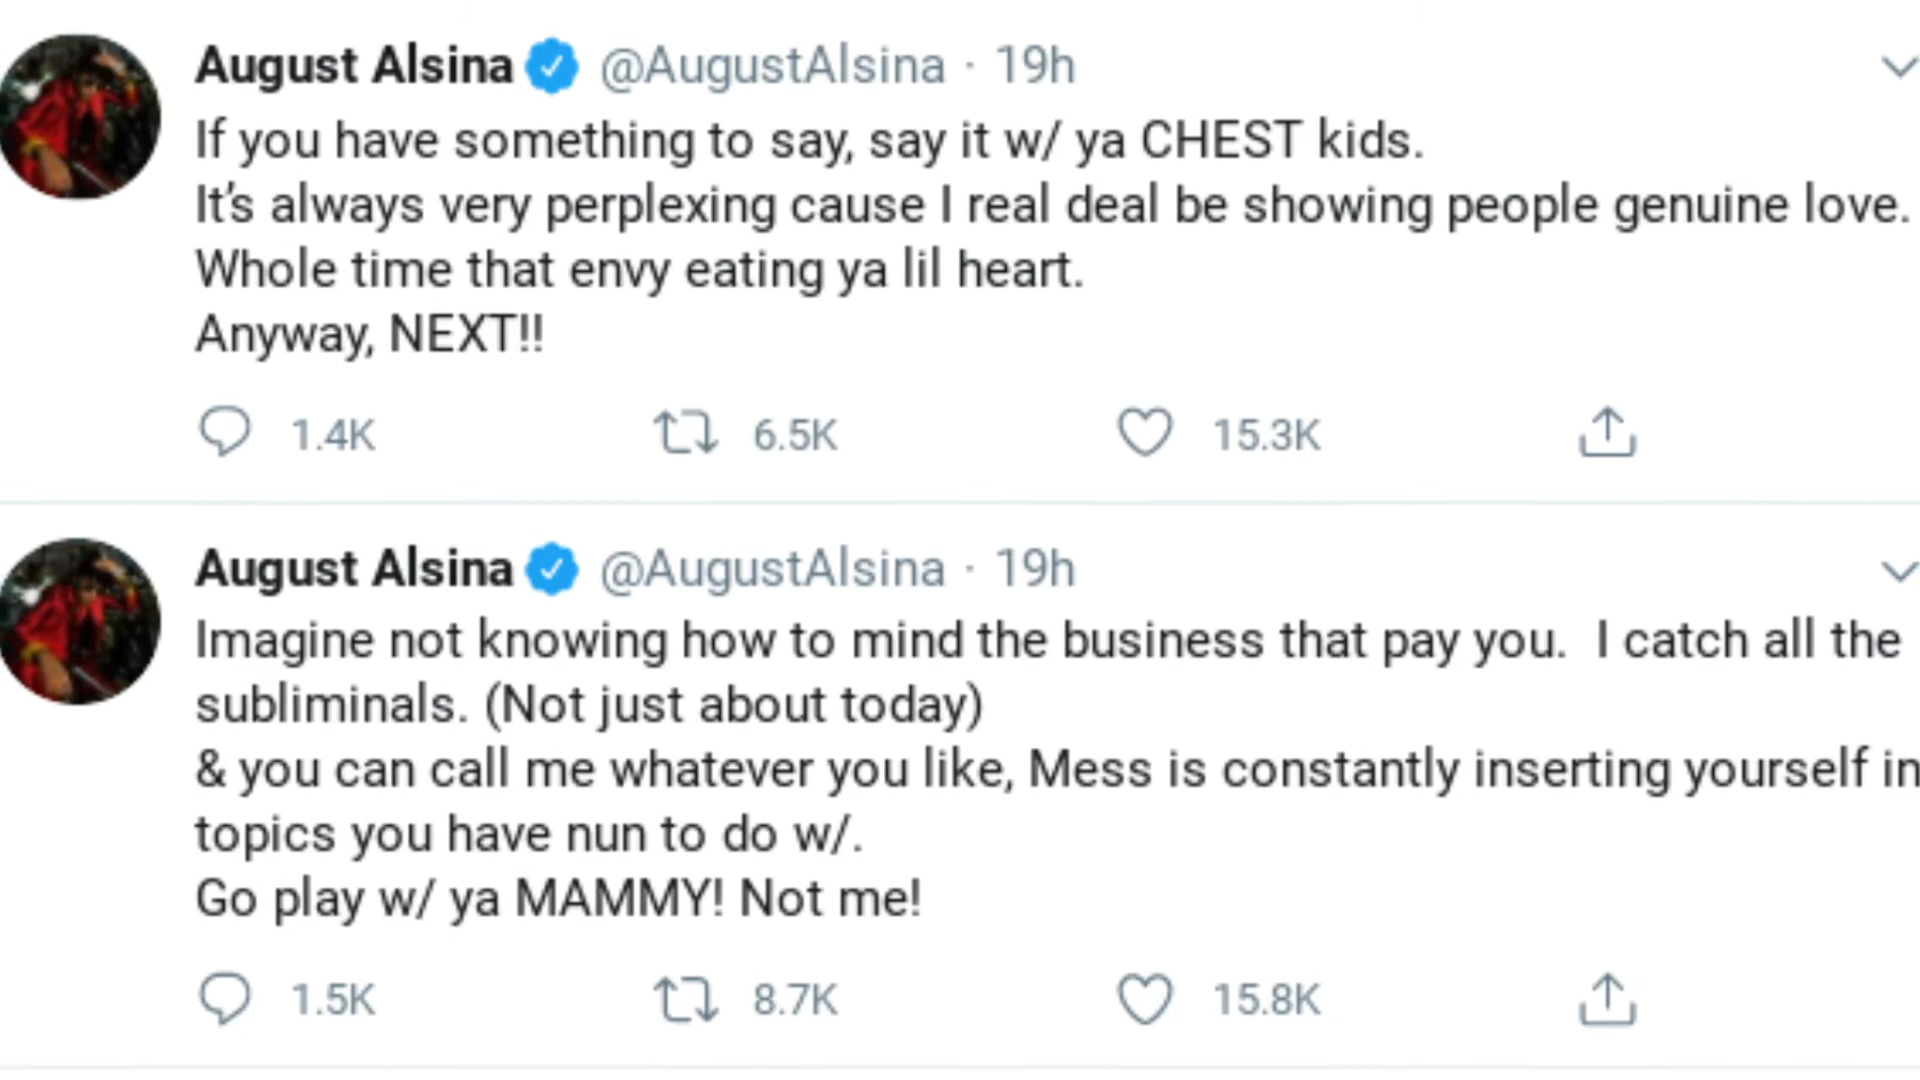 August Alsina @AugustAlsina · 19h
If you have something to say, say it w/ ya CHEST kids.
It's always very perplexing cause I real deal be showing people genuine love.
Whole time that envy eating ya lil heart.
Anyway, NEXT!!
1.4K 6.5K 15.3K
August Alsina @AugustAlsina · 19h
Imagine not knowing how to mind the business that pay you.  I catch all the
subliminals. (Not just about today)
& you can call me whatever you like, Mess is constantly inserting yourself in
topics you have nun to do w/.
Go play w/ ya MAMMY! Not me!
1.5K 8.7K 15.8K